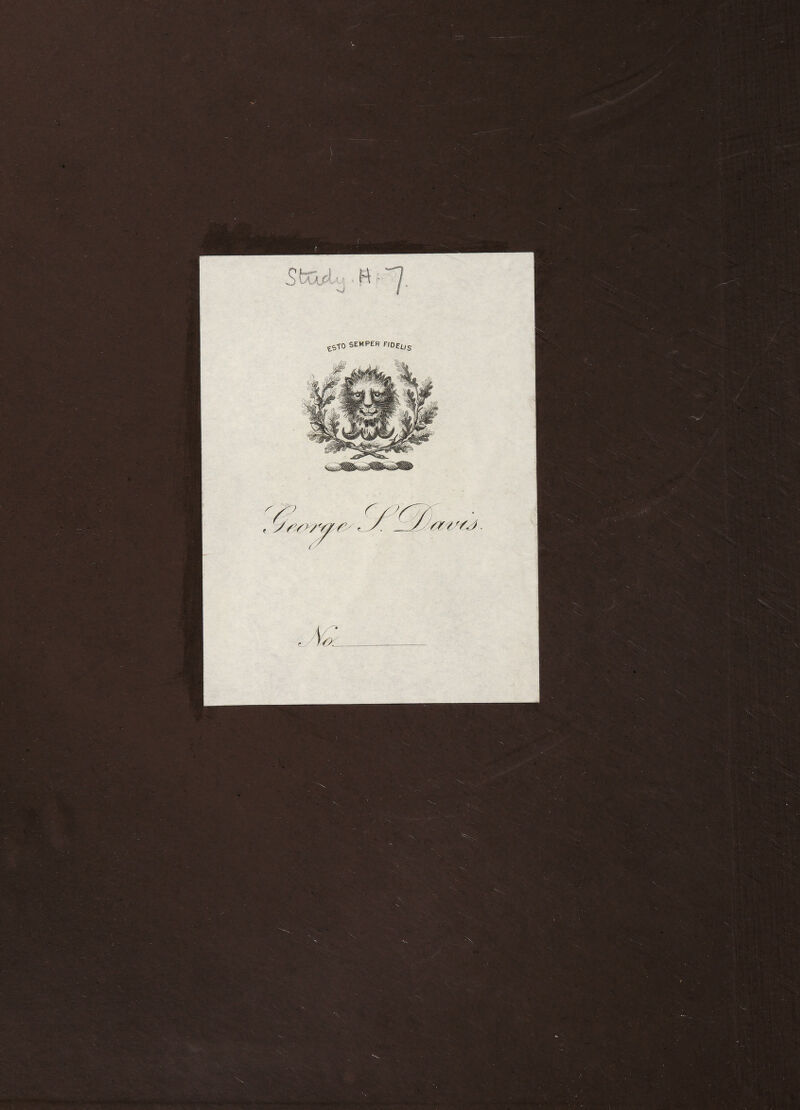 Study. H. 7.
ESTO SEMPER FIDELIS
George S. Davis.
No.